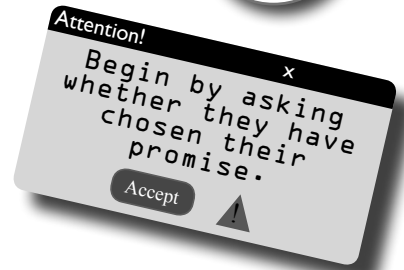 Attention!
x
Begin by asking
whether they have
chosen their
promise.
Accept
!